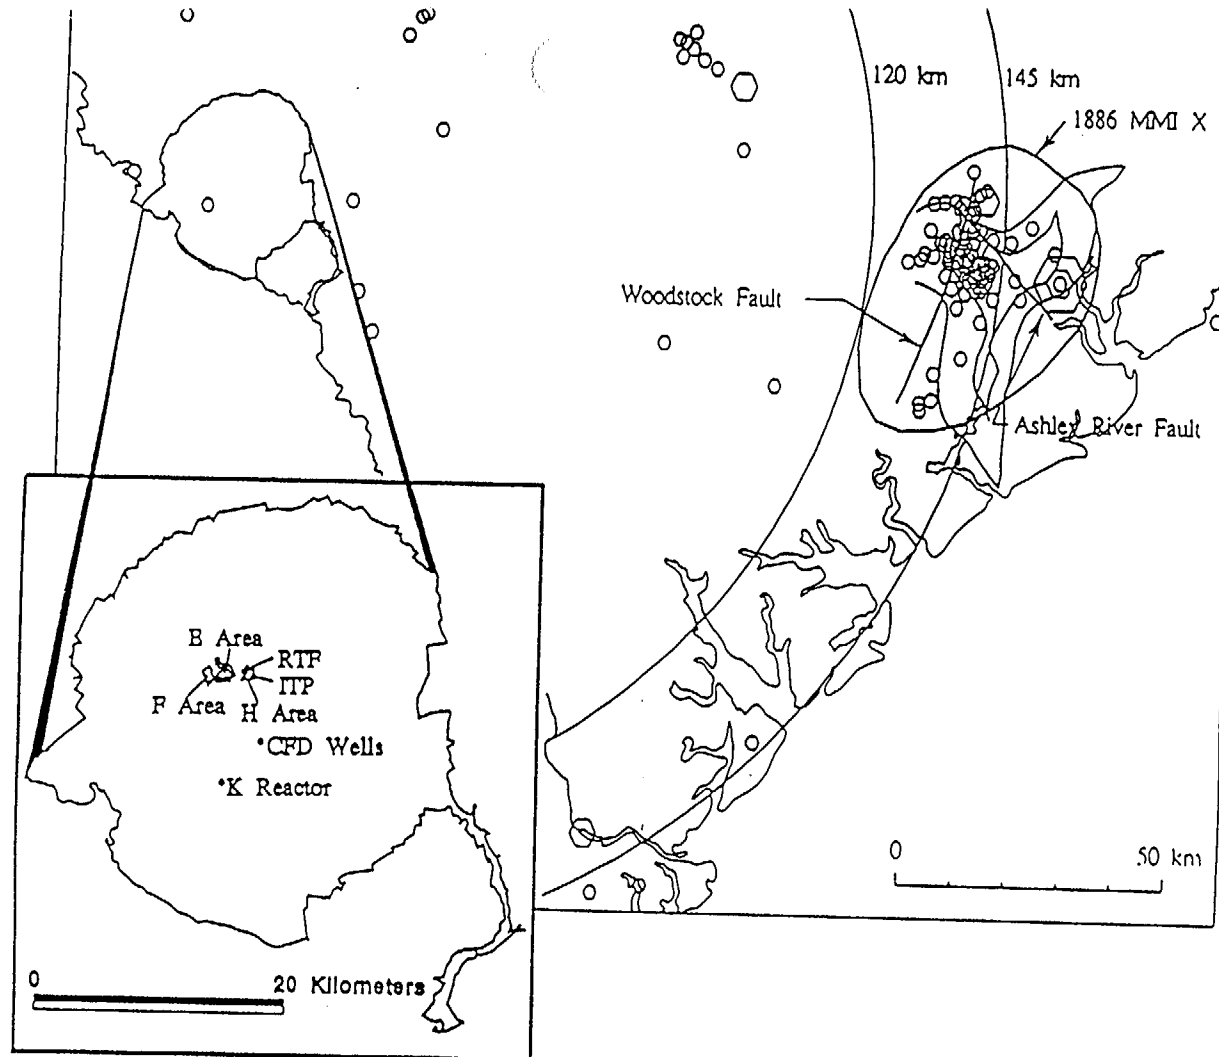 120 km
145 km
1886 MMI X
Woodstock Fault
Ashley River Fault
E Area
RTF
ITP
F Area
H Area
CFD Wells
K Reactor
0
50 km
0
20 Kilometers